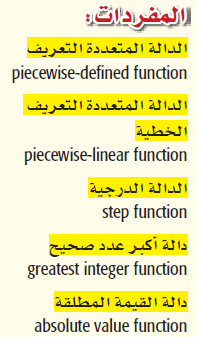 المفردات:
الدالة المتعددة التعريف
piecewise-defined function
الدالة المتعددة التعريف
الخطية
piecewise-linear function
الدالة الدرجية
step function
دالة أكبر عدد صحيح
greatest integer function
دالة القيمة المطلقة
absolute value function